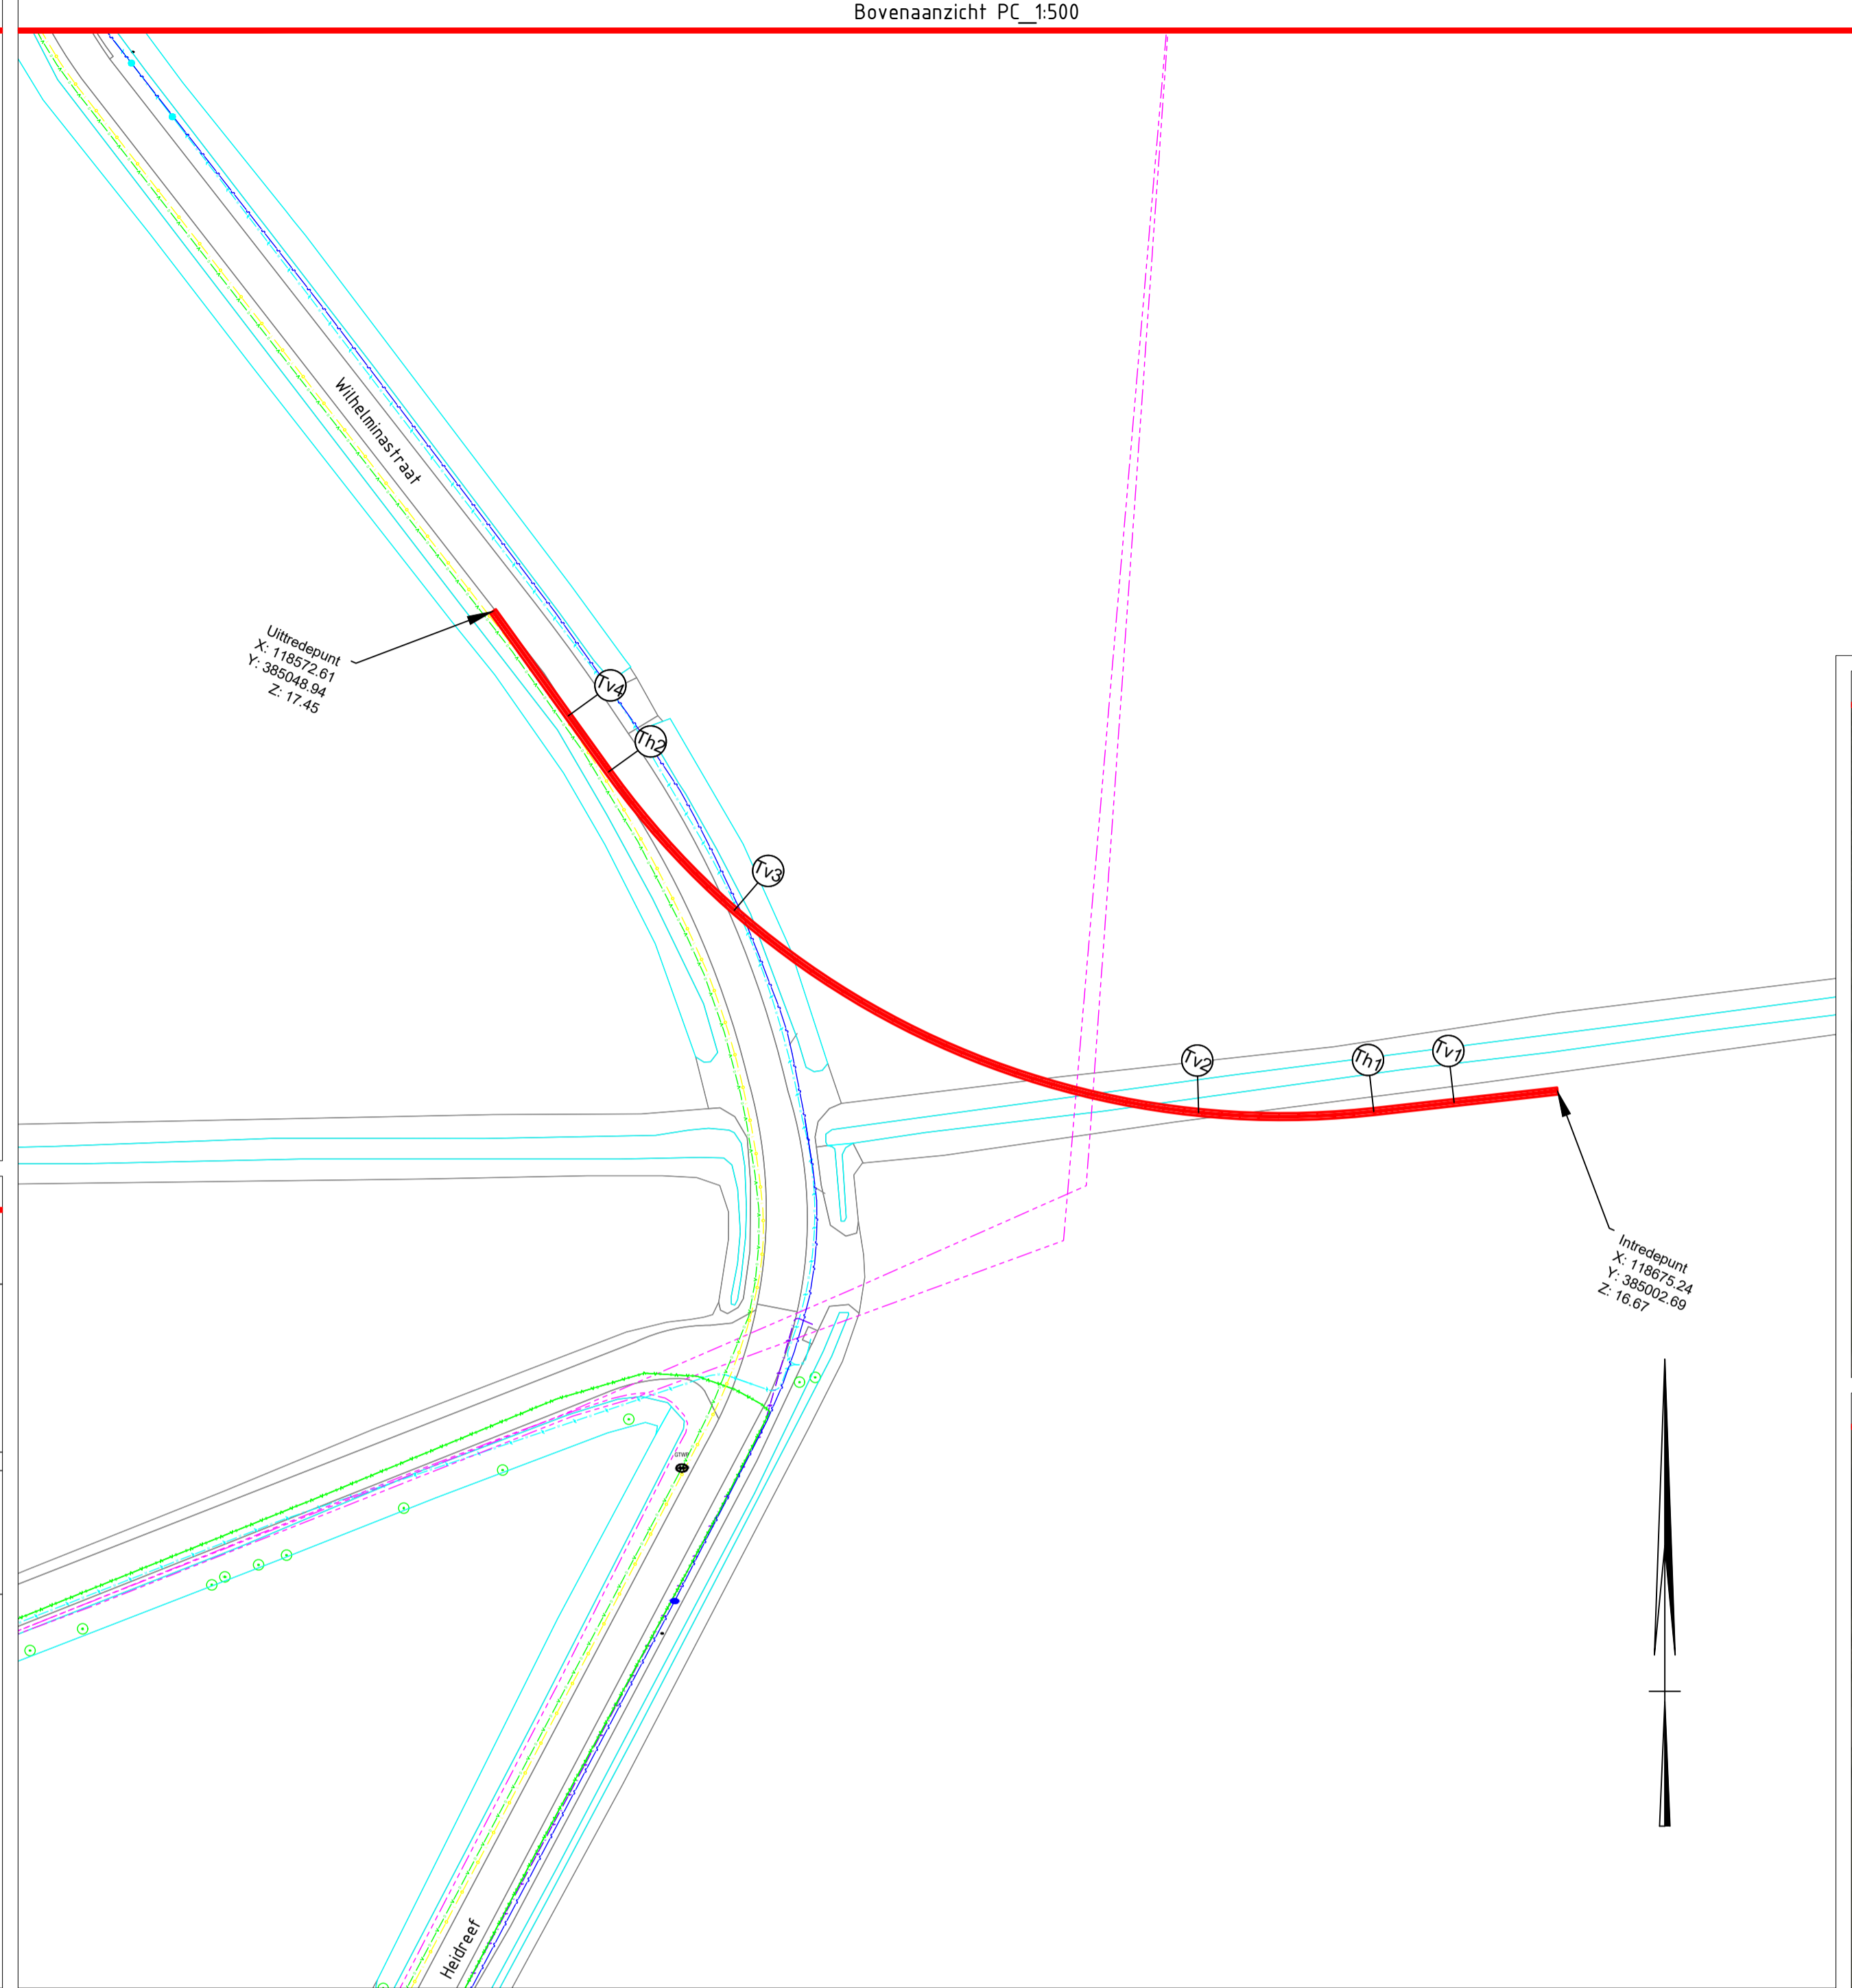 Bovenaanzicht PC_1:500
Wilhelminastraat
Uittredepunt
X: 118572.61
Y: 385048.94
Z: 17.45
Tv4
Th2
Tv3
Tv2
Th1
Tv1
Intredepunt
X: 118675.24
Y: 385002.69
Z: 16.67
Heidreef